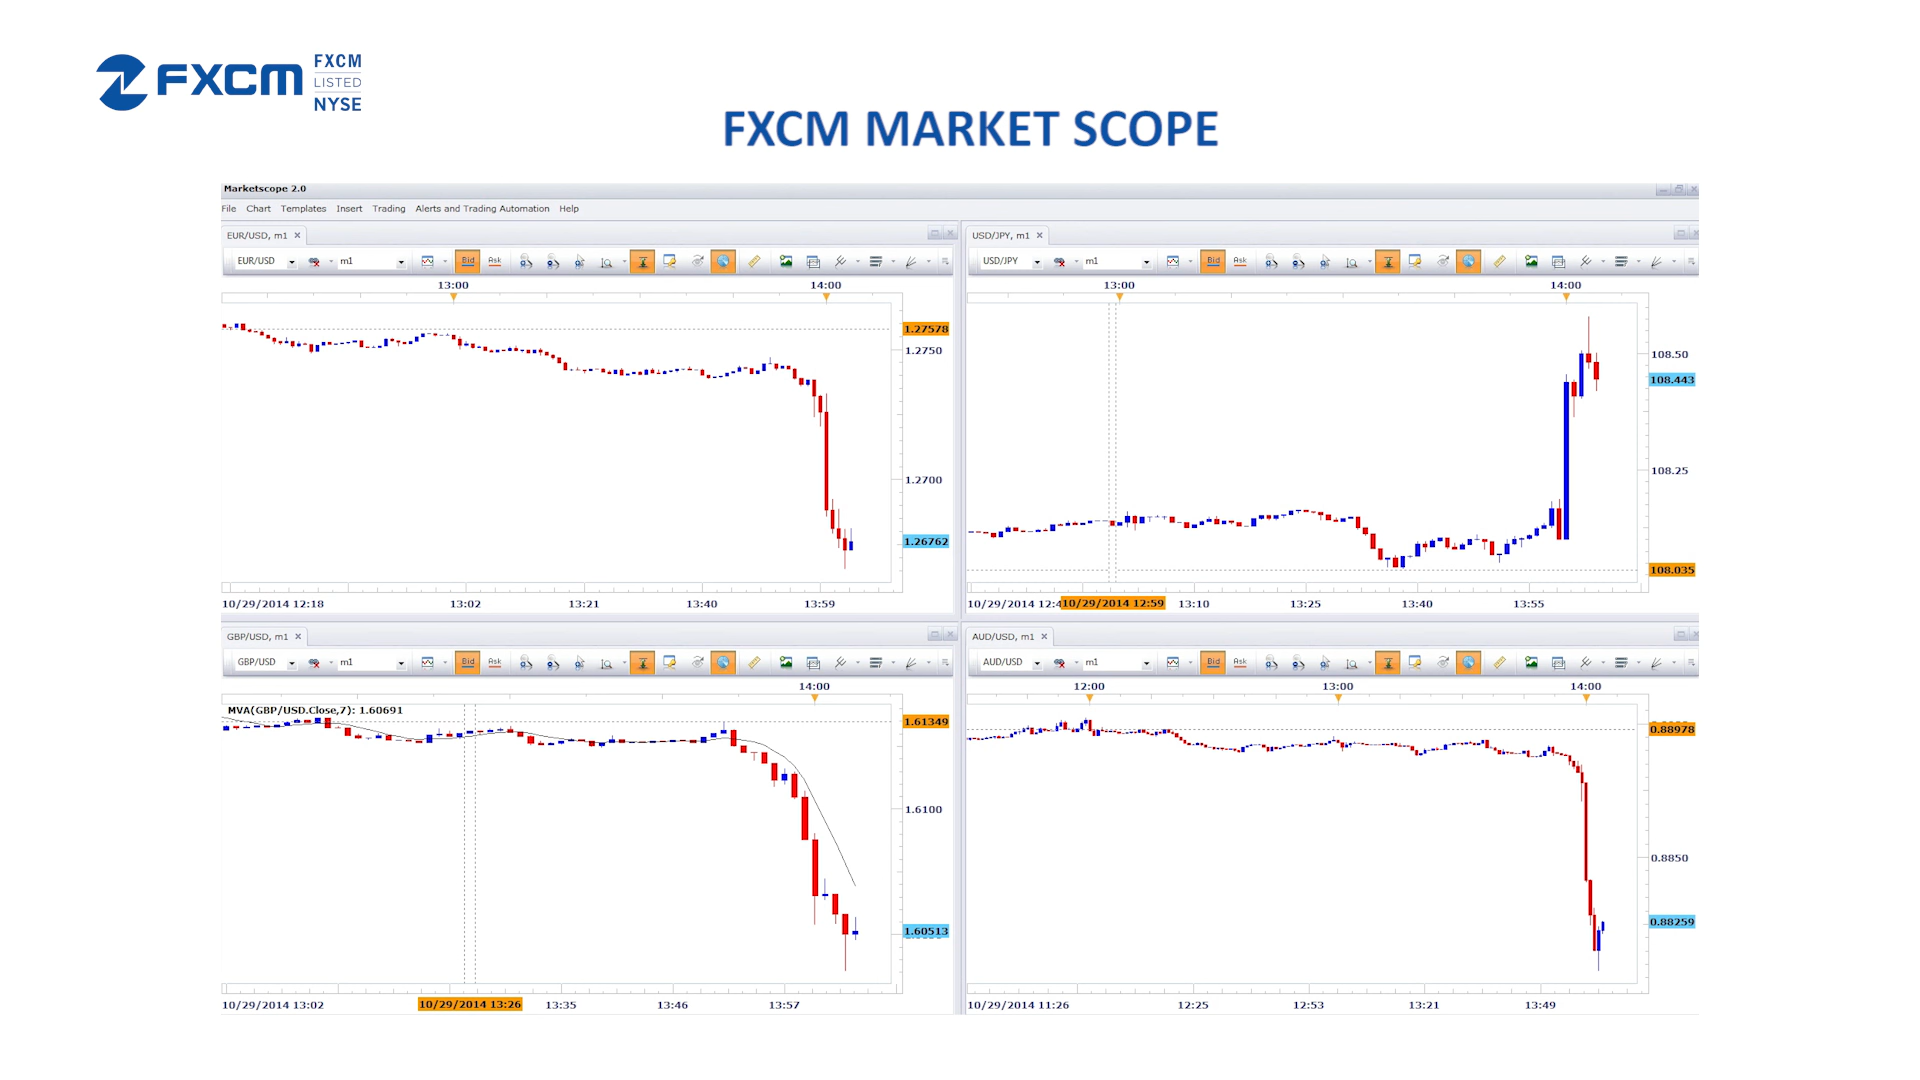 FXCM
FXCM
LISTED
NYSE
FXCM MARKET SCOPE
Marketscope 2.0
File Chart Templates Insert Trading Alerts and Trading Automation Help
EUR/USD, m1
EUR/USD m1 Bid Ask
13:00 14:00
1.27578
1.2750
1.2700
1.26762
10/29/2014 12:18 13:02 13:21 13:40 13:59
USD/JPY, m1
USD/JPY m1 Bid Ask
13:00 14:00
108.50
108.443
108.25
108.035
10/29/2014 12:4 10/29/2014 12:59 13:10 13:25 13:40 13:55
GBP/USD, m1
GBP/USD m1 Bid Ask
14:00
MVA(GBP/USD.Close,7): 1.60691
1.61349
1.6100
1.60513
10/29/2014 13:02 10/29/2014 13:26 13:35 13:46 13:57
AUD/USD, m1
AUD/USD m1 Bid Ask
12:00 13:00 14:00
0.88978
0.8850
0.88259
10/29/2014 11:26 12:25 12:53 13:21 13:49